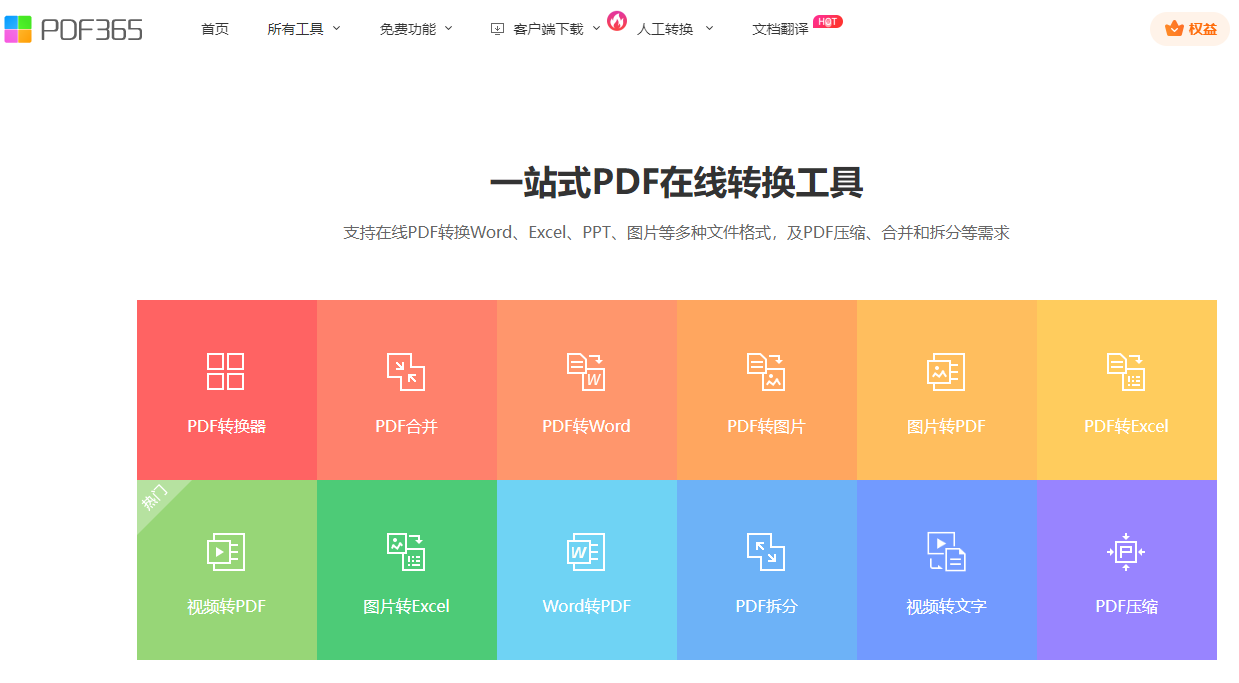 PDF365 首页 所有工具 免费功能 客户端下载 人工转换 文档翻译 HOT 权益
一站式PDF在线转换工具
支持在线PDF转换Word、Excel、PPT、图片等多种文件格式，及PDF压缩、合并和拆分等需求
PDF转换器 PDF合并 PDF转Word PDF转图片 图片转PDF PDF转Excel
热门
视频转PDF 图片转Excel Word转PDF PDF拆分 视频转文字 PDF压缩